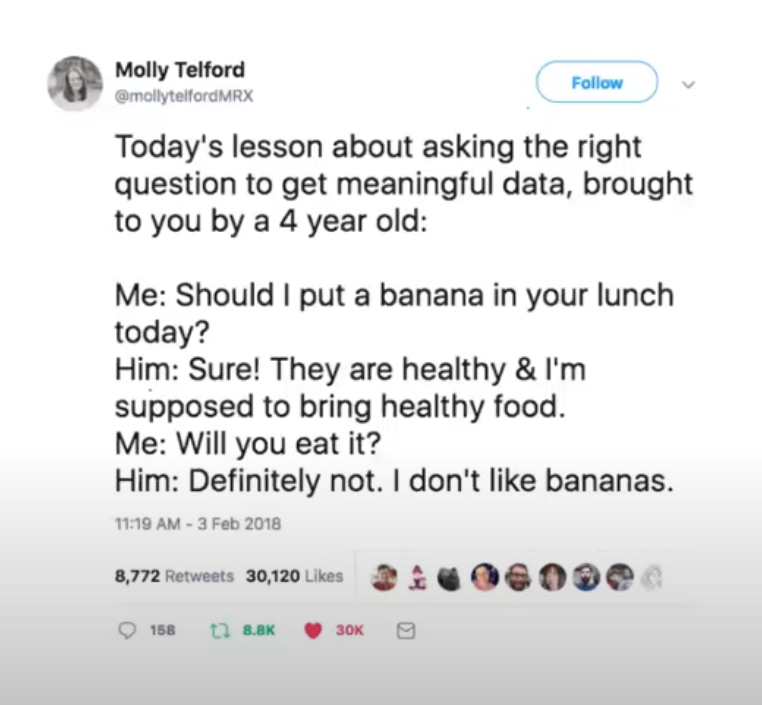 Molly Telford
@mollytelfordMRX
Follow
Today's lesson about asking the right
question to get meaningful data, brought
to you by a 4 year old:
Me: Should I put a banana in your lunch
today?
Him: Sure! They are healthy & I'm
supposed to bring healthy food.
Me: Will you eat it?
Him: Definitely not. I don't like bananas.
11:19 AM - 3 Feb 2018
8,772 Retweets 30,120 Likes
158 8.8K 30K